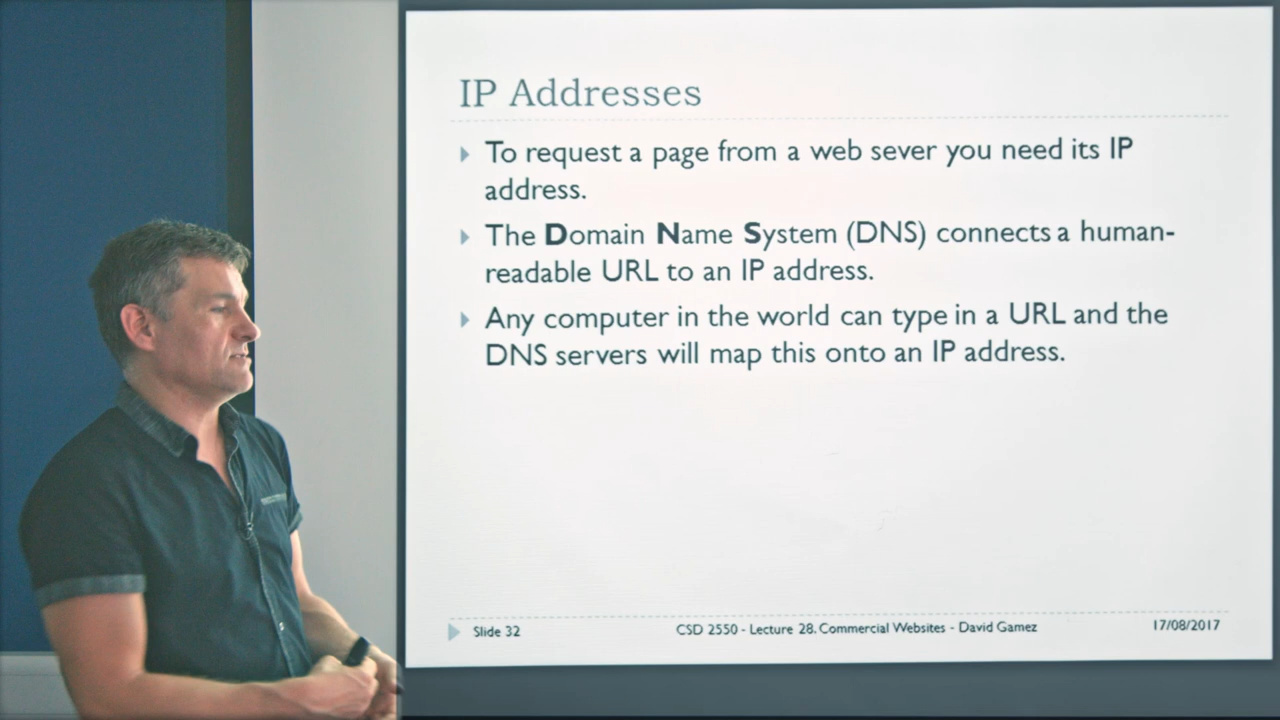 IP Addresses
To request a page from a web sever you need its IP
address.
The Domain Name System (DNS) connects a human-
readable URL to an IP address.
Any computer in the world can type in a URL and the
DNS servers will map this onto an IP address.
Slide 32
CSD 2550 - Lecture 28. Commercial Websites - David Gamez
17/08/2017